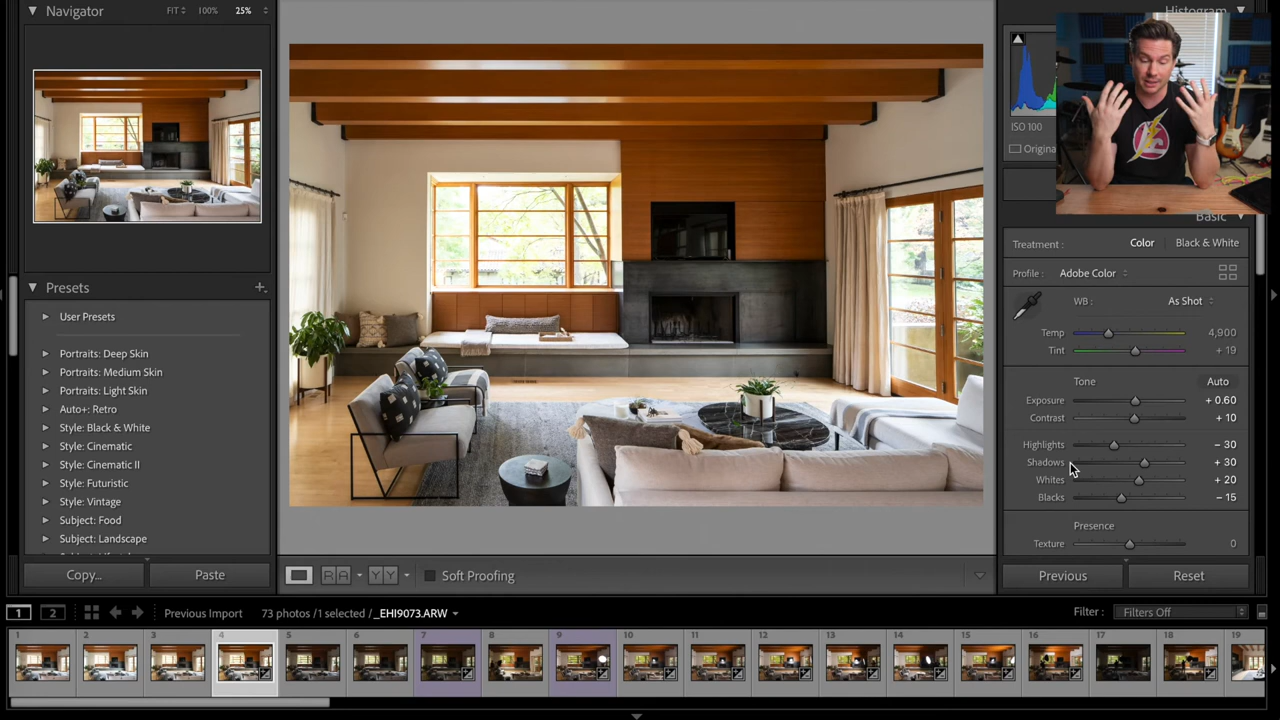 Navigator
FIT 100% 25%
Histogram
ISO 100
Origina
Basic
Treatment : Color Black & White
Profile : Adobe Color
WB : As Shot
Temp 4,900
Tint + 19
Tone Auto
Exposure + 0.60
Contrast + 10
Highlights − 30
Shadows + 30
Whites + 20
Blacks − 15
Presence
Texture 0
Previous Reset
Presets +
User Presets
Portraits: Deep Skin
Portraits: Medium Skin
Portraits: Light Skin
Auto+: Retro
Style: Black & White
Style: Cinematic
Style: Cinematic II
Style: Futuristic
Style: Vintage
Subject: Food
Subject: Landscape
Copy... Paste
R A Y Y Soft Proofing
1 2 Previous Import 73 photos /1 selected /_EHI9073.ARW
Filter : Filters Off
1 2 3 4 5 6 7 8 9 10 11 12 13 14 15 16 17 18 19